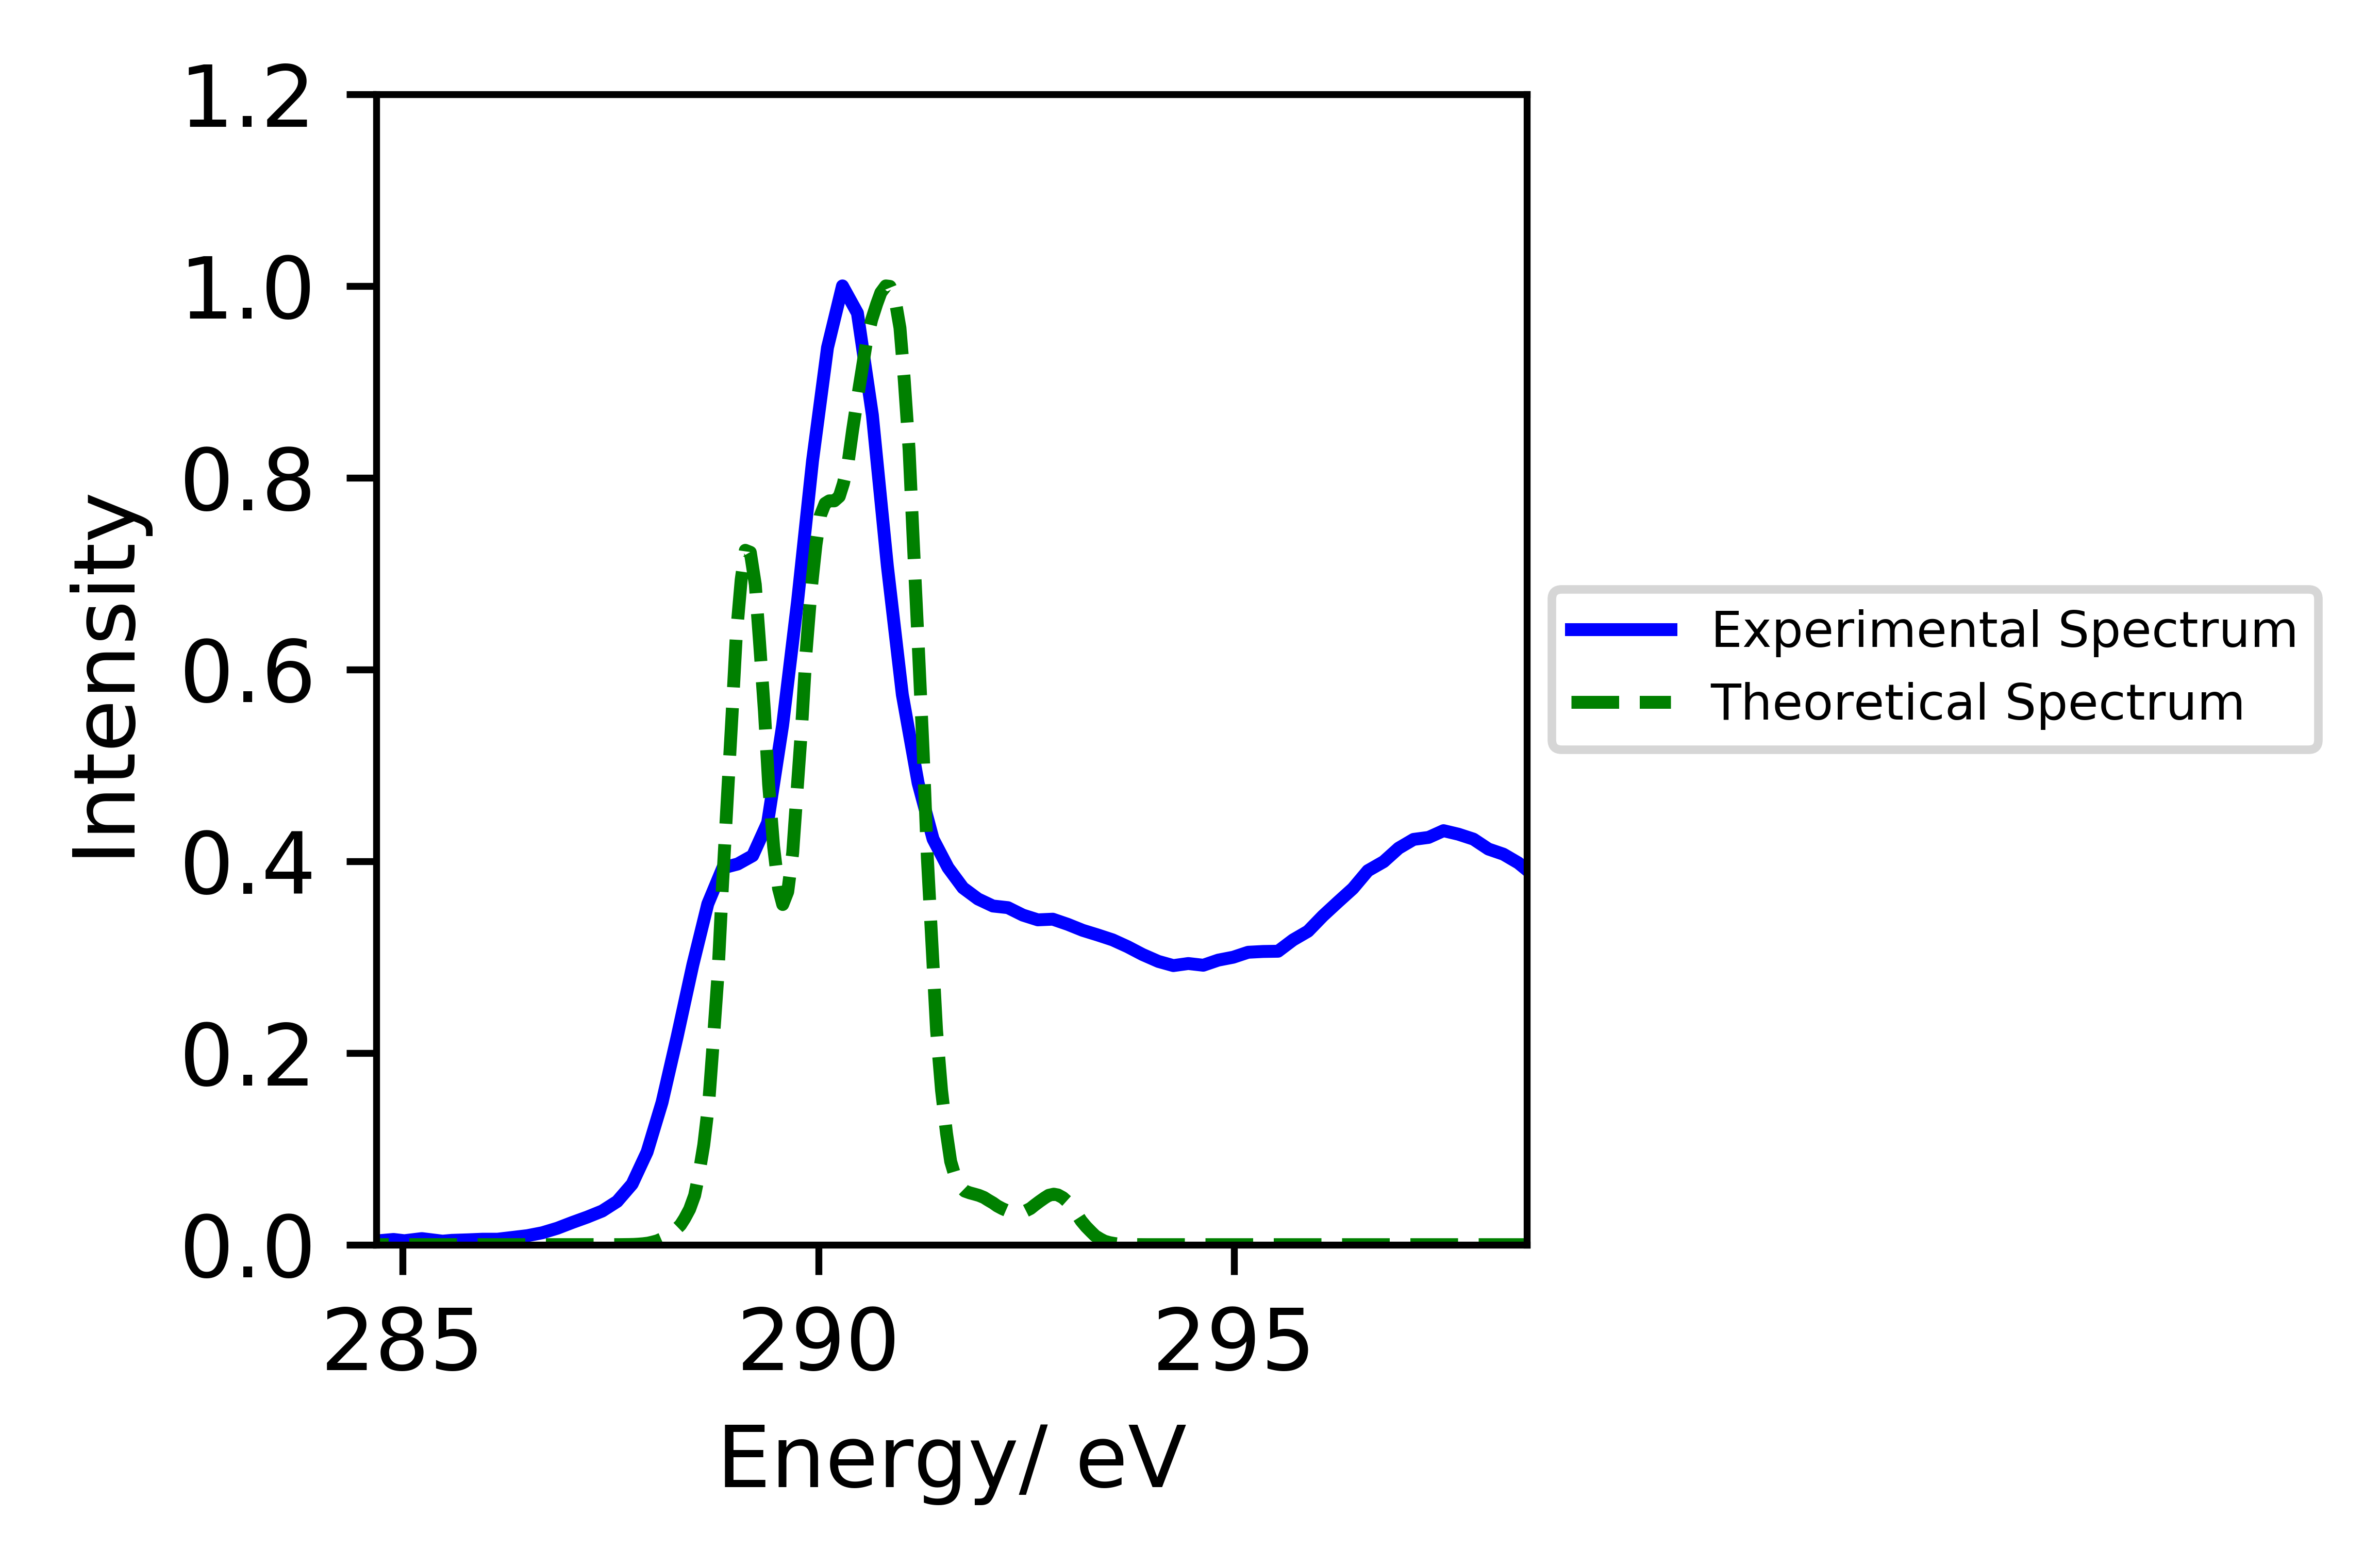 1.2
1.0
0.8
0.6
0.4
0.2
0.0
Intensity
285 290 295
Energy/ eV
Experimental Spectrum
Theoretical Spectrum